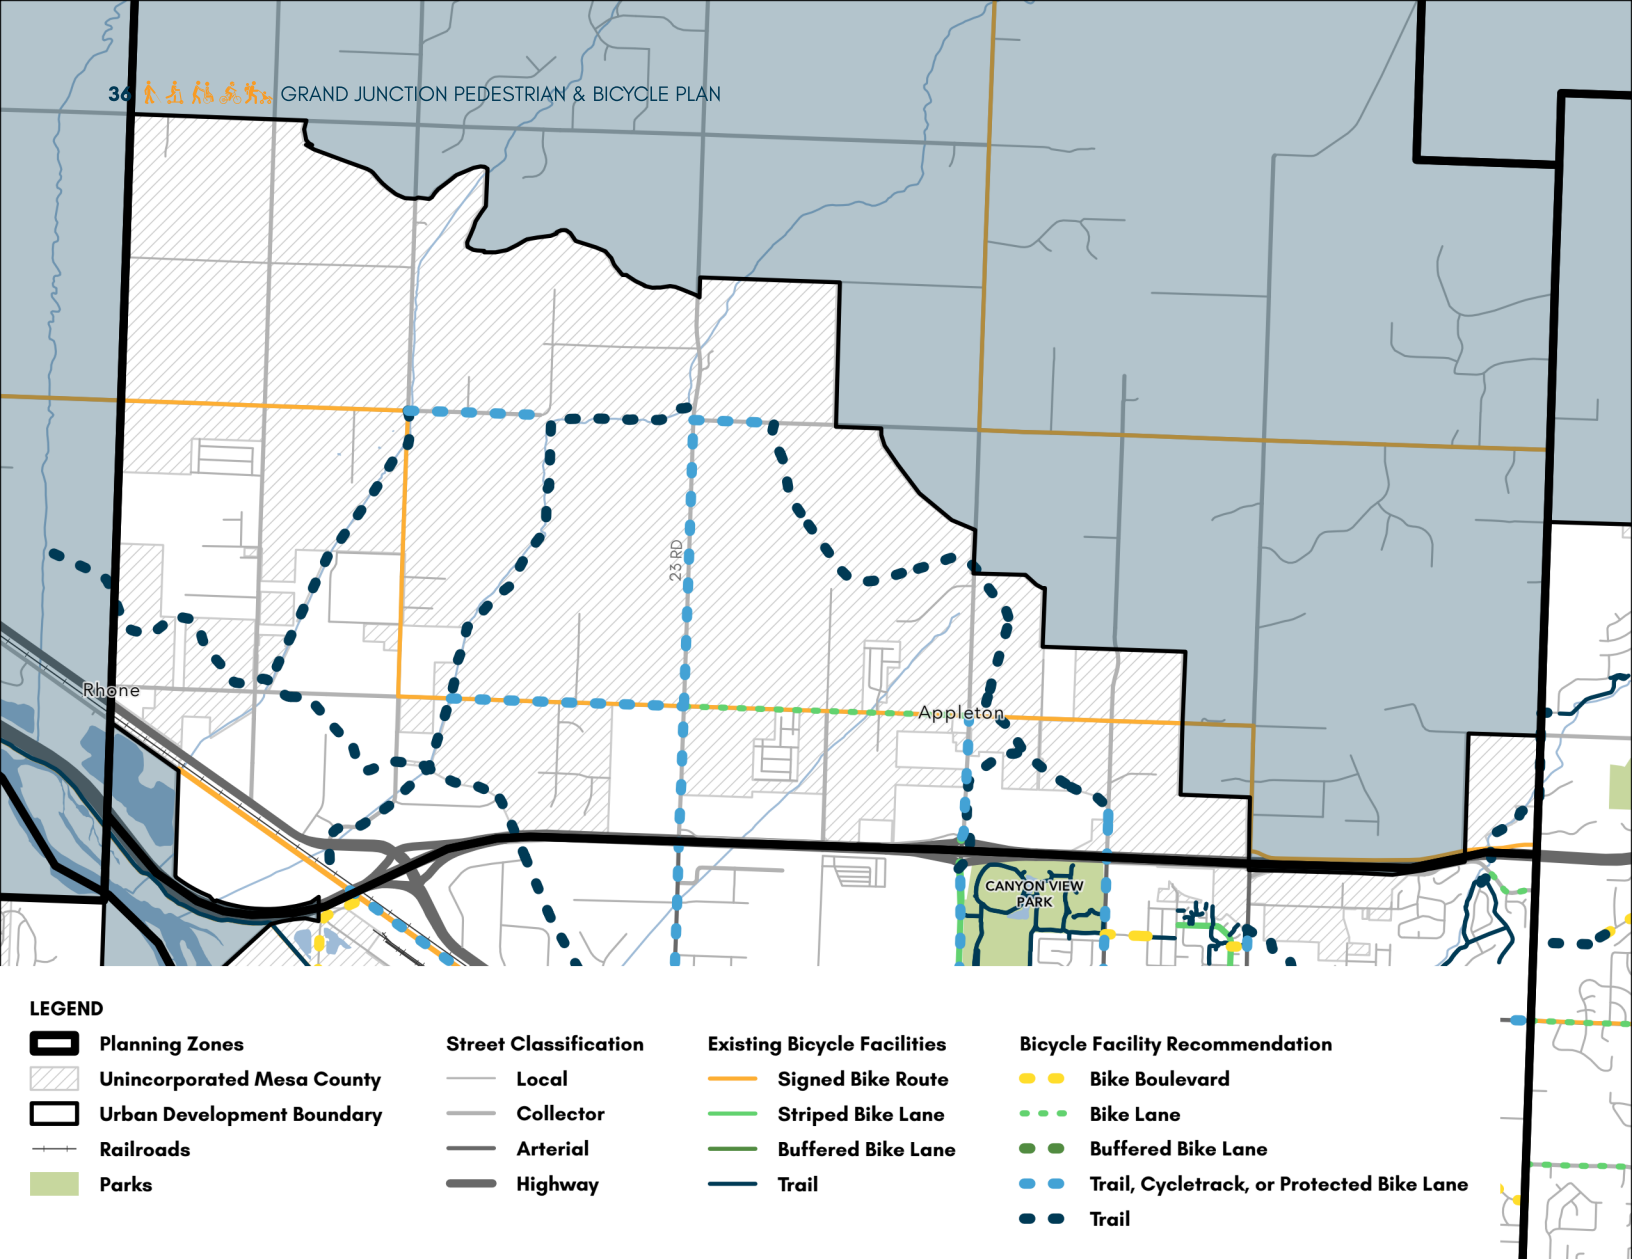 36 GRAND JUNCTION PEDESTRIAN & BICYCLE PLAN
23 RD
Rhone
Appleton
CANYON VIEW
PARK
LEGEND
Planning Zones
Unincorporated Mesa County
Urban Development Boundary
Railroads
Parks
Street Classification
Local
Collector
Arterial
Highway
Existing Bicycle Facilities
Signed Bike Route
Striped Bike Lane
Buffered Bike Lane
Trail
Bicycle Facility Recommendation
Bike Boulevard
Bike Lane
Buffered Bike Lane
Trail, Cycletrack, or Protected Bike Lane
Trail